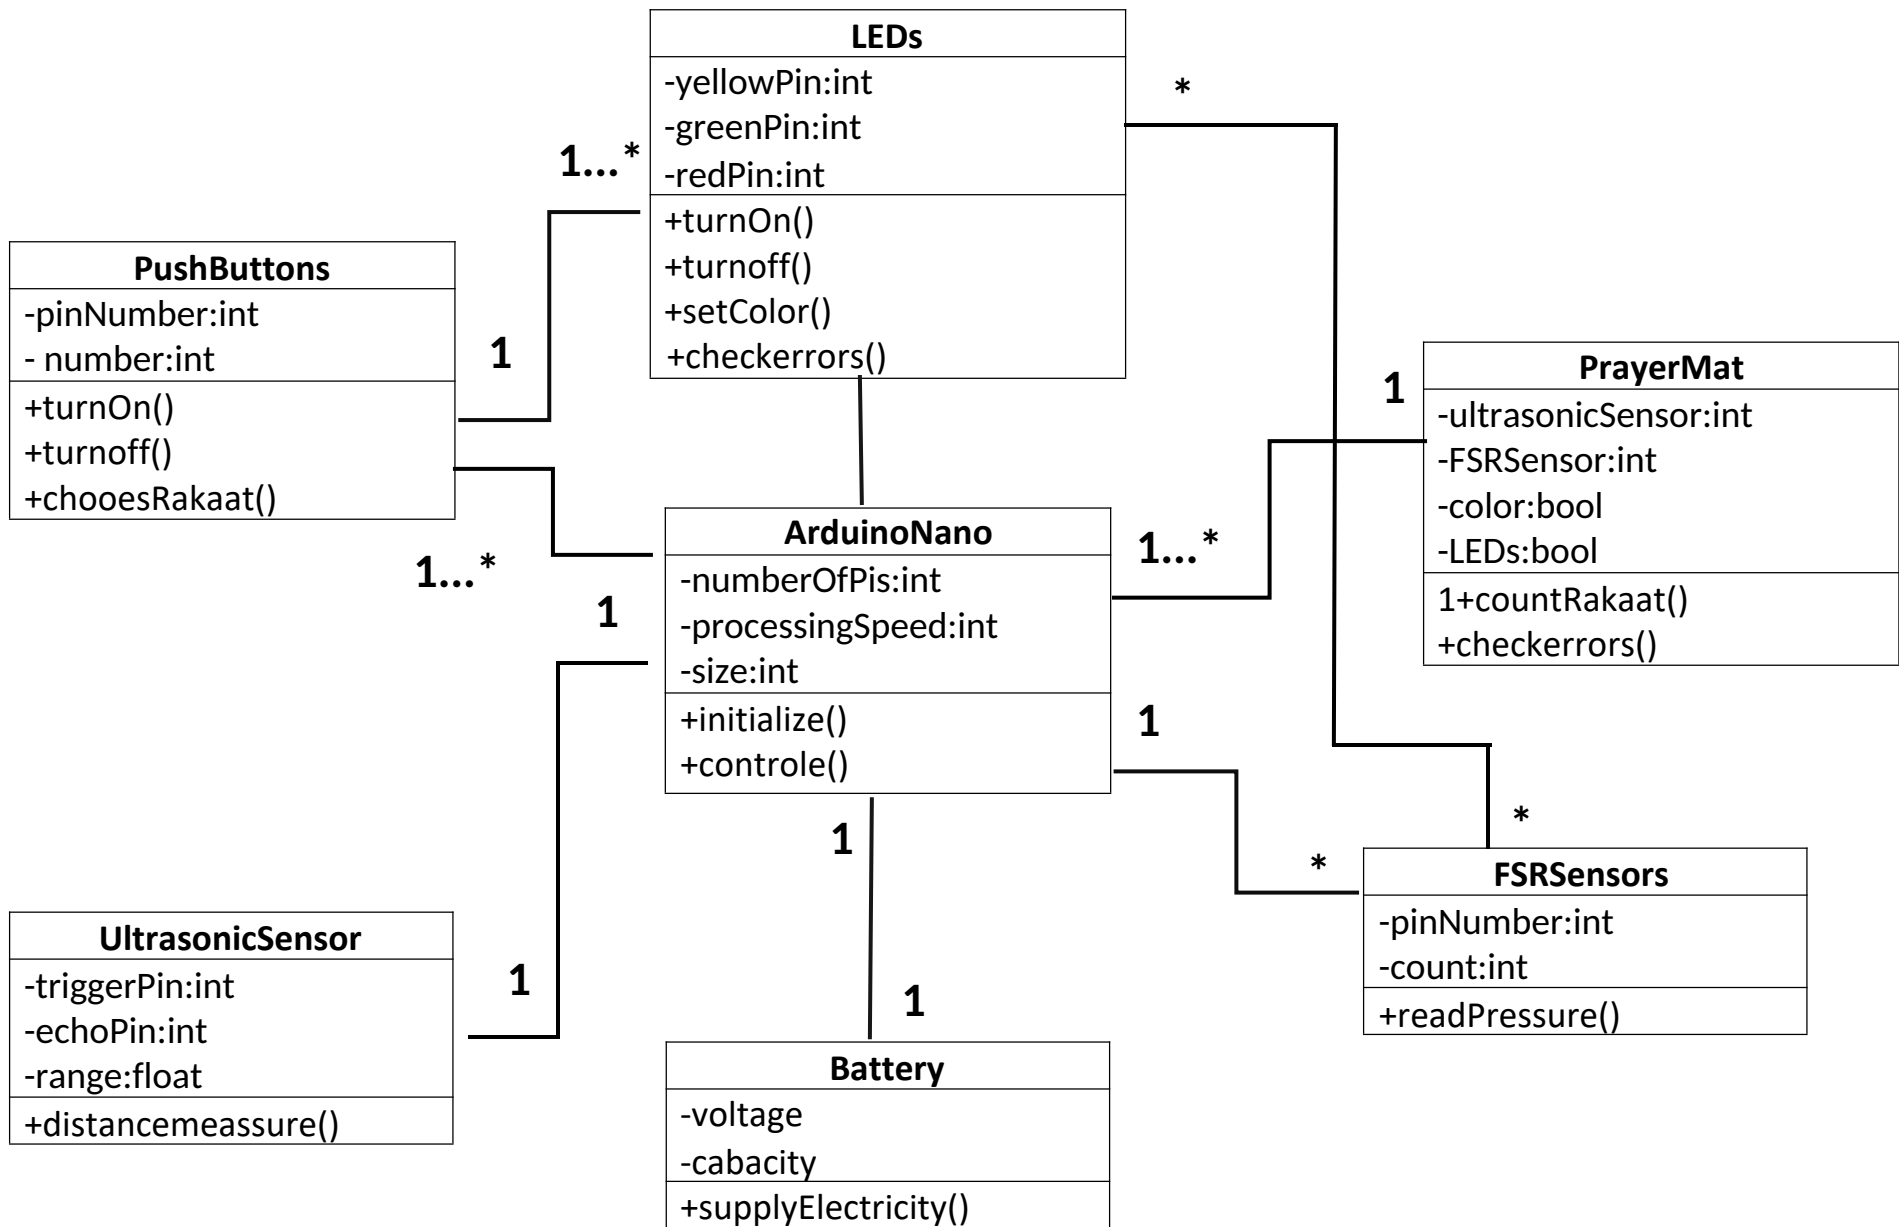 LEDs
-yellowPin:int
-greenPin:int
-redPin:int
+turnOn()
+turnoff()
+setColor()
+checkerrors()
*
1...*
PushButtons
-pinNumber:int
- number:int
+turnOn()
+turnoff()
+chooesRakaat()
1
1...*
PrayerMat
-ultrasonicSensor:int
-FSRSensor:int
-color:bool
-LEDs:bool
1+countRakaat()
+checkerrors()
1
ArduinoNano
-numberOfPis:int
-processingSpeed:int
-size:int
+initialize()
+controle()
1...*
1
1
1
*
*
FSRSensors
-pinNumber:int
-count:int
+readPressure()
UltrasonicSensor
-triggerPin:int
-echoPin:int
-range:float
+distancemeassure()
1
1
Battery
-voltage
-cabacity
+supplyElectricity()